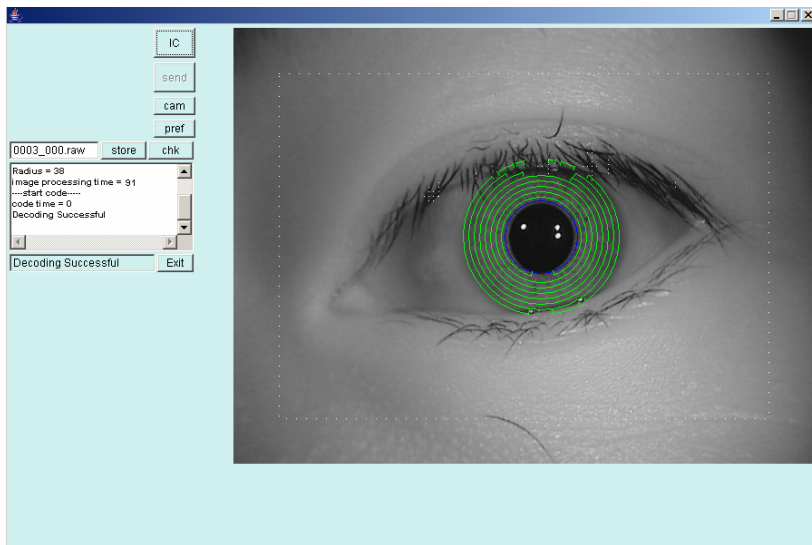 IC
send
cam
pref
0003_000.raw store chk
Radius = 38
image processing time = 91
----start code-----
code time = 0
Decoding Successful
Decoding Successful Exit